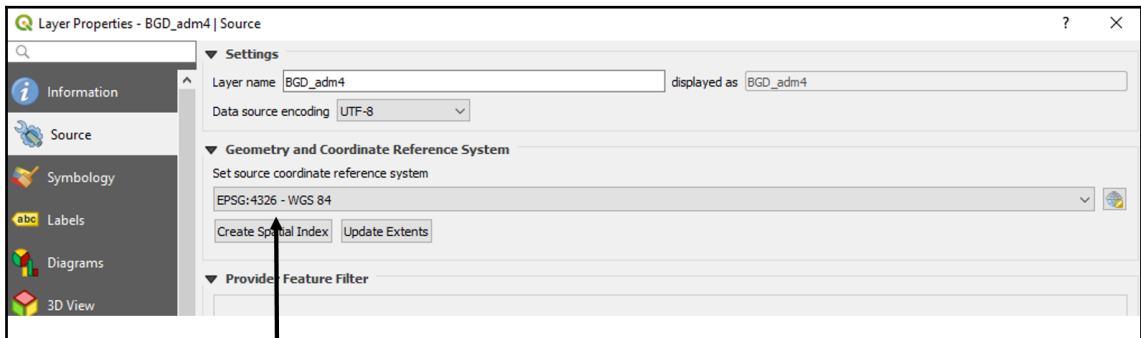 Layer Properties - BGD_adm4 | Source ? ×
Information
Source
Symbology
abc Labels
Diagrams
3D View
Settings
Layer name BGD_adm4 displayed as BGD_adm4
Data source encoding UTF-8
Geometry and Coordinate Reference System
Set source coordinate reference system
EPSG:4326 - WGS 84
Create Spatial Index Update Extents
Provider Feature Filter